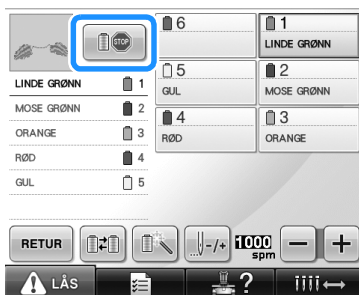 STOP
6
1
LINDE GRØNN
5
GUL
2
MOSE GRØNN
4
RØD
3
ORANGE
LINDE GRØNN 1
MOSE GRØNN 2
ORANGE 3
RØD 4
GUL 5
RETUR
-/+
1000 spm
− +
LÅS
?